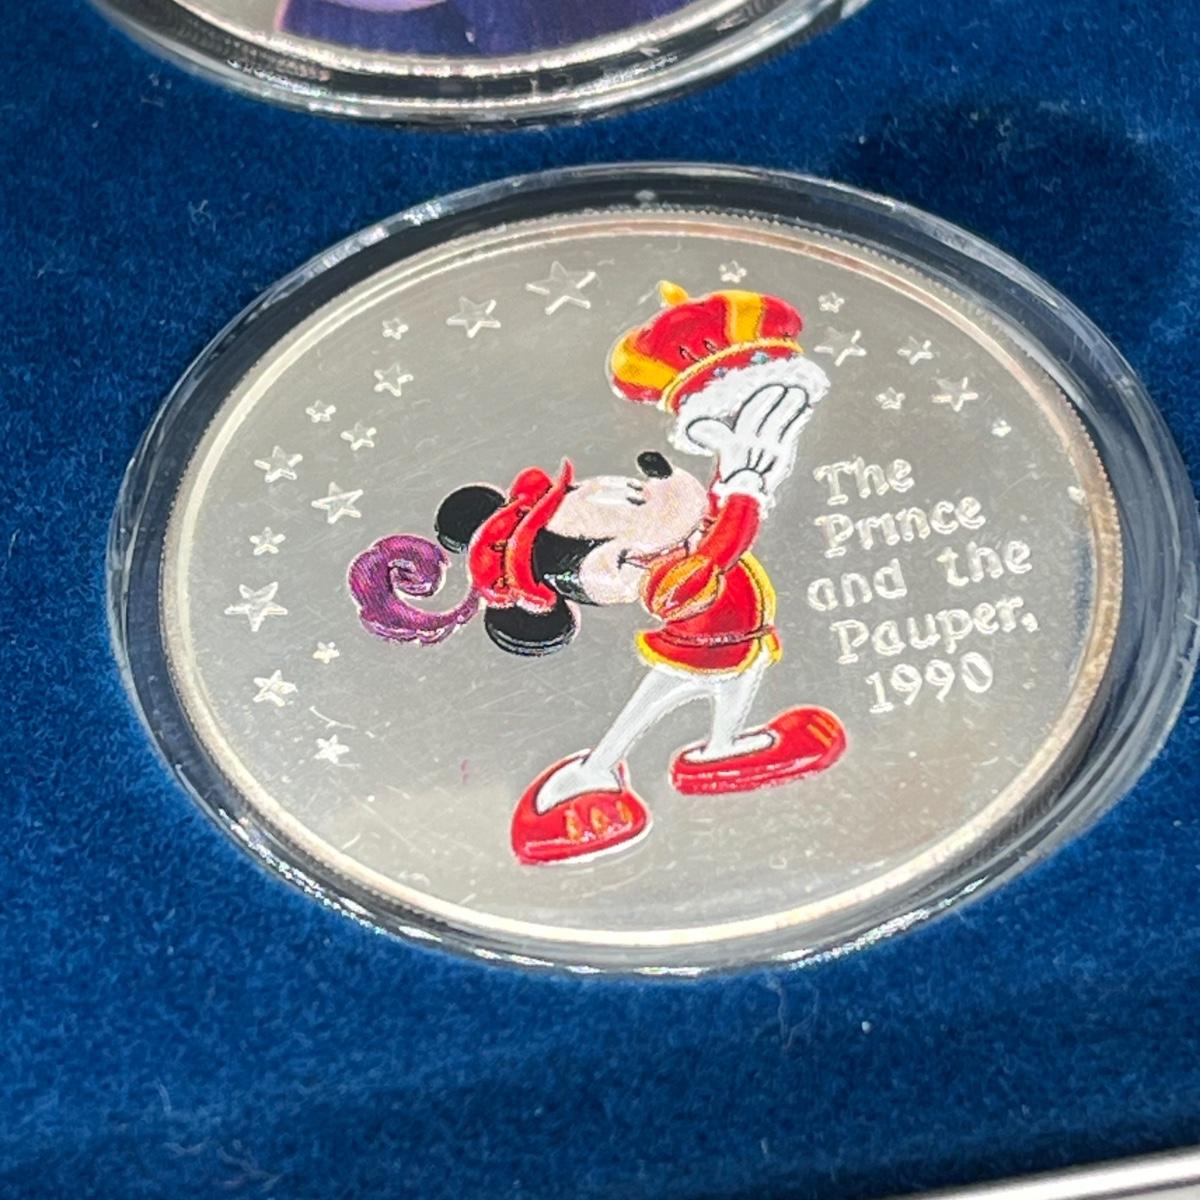 The
Prince
and the
Pauper,
1990